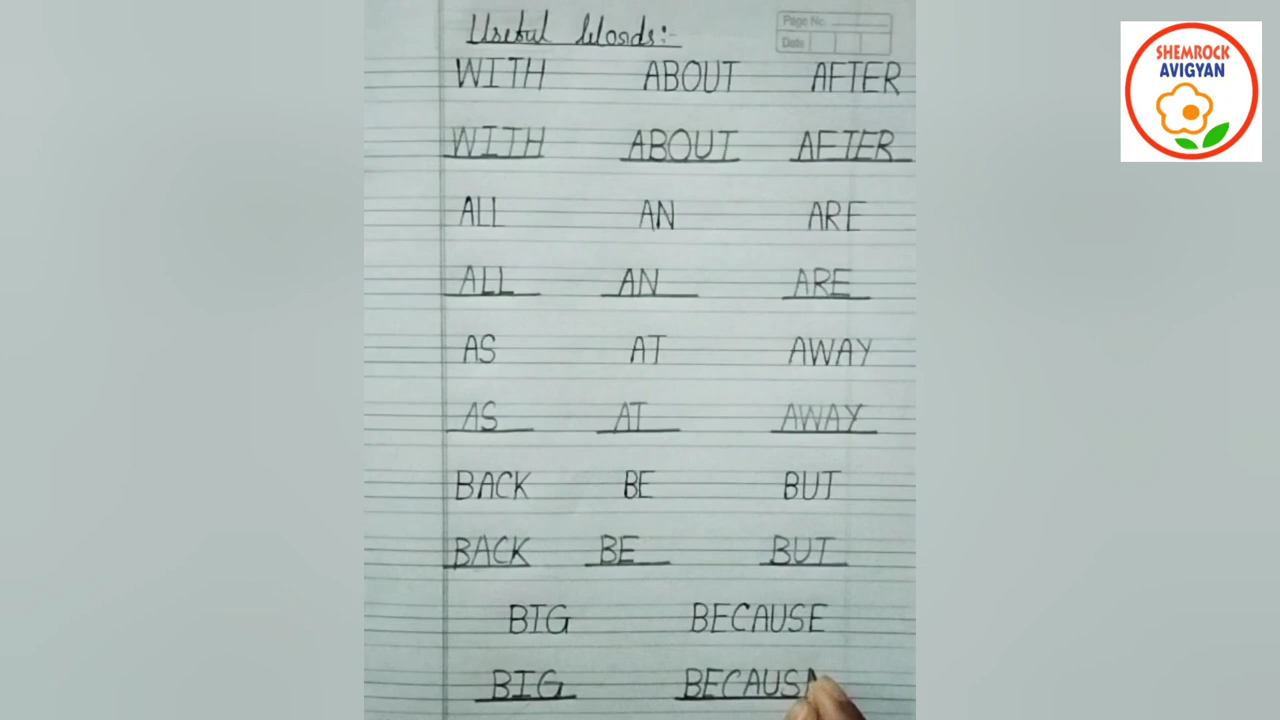 Useful Words:-
Page No.
Date
SHEMROCK
AVIGYAN
WITH ABOUT AFTER
WITH ABOUT AFTER
ALL AN ARE
ALL AN ARE
AS AT AWAY
AS AT AWAY
BACK BE BUT
BACK BE BUT
BIG BECAUSE
BIG BECAUS